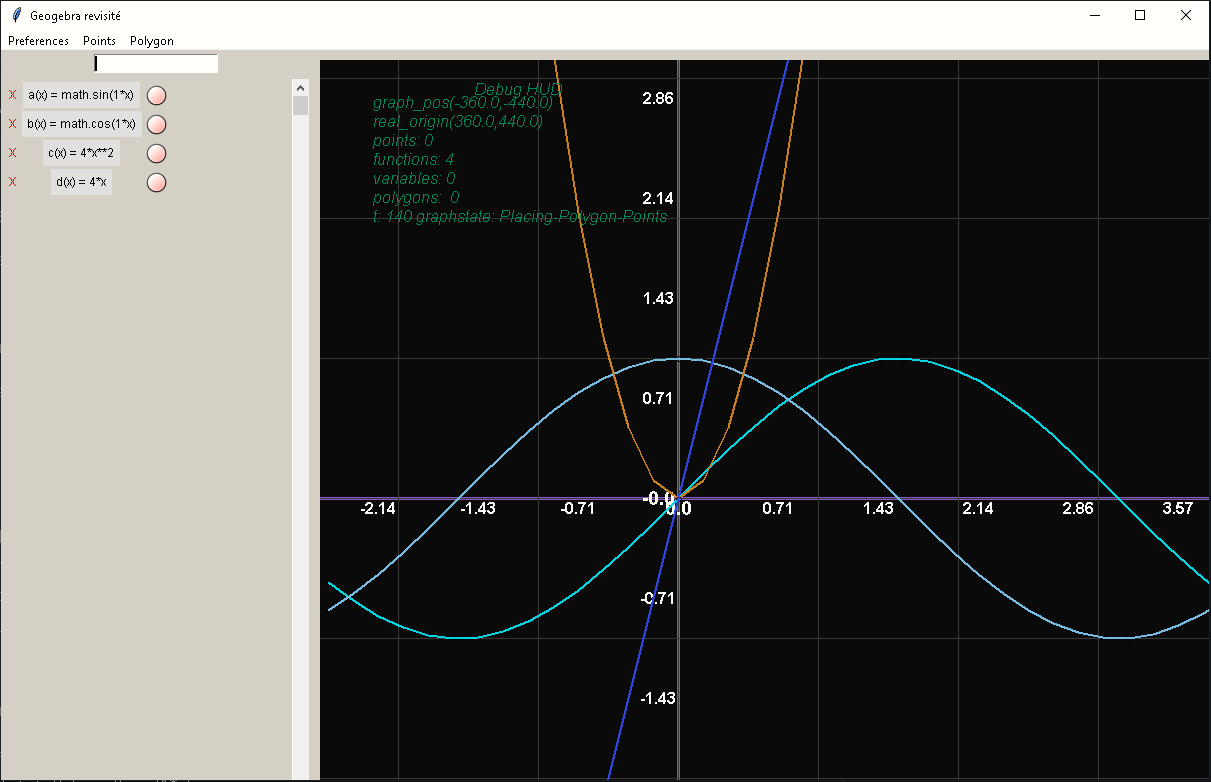 Geogebra revisité
Preferences Points Polygon
X a(x) = math.sin(1*x)
X b(x) = math.cos(1*x)
X c(x) = 4*x**2
X d(x) = 4*x
Debug HUD
graph_pos(-360.0,-440.0)
real_origin(360.0,440.0)
points: 0
functions: 4
variables: 0
polygons: 0
t: 140 graphstate: Placing-Polygon-Points
2.86
2.14
1.43
0.71
-0.0
-2.14 -1.43 -0.71 0.0 0.71 1.43 2.14 2.86 3.57
-0.71
-1.43